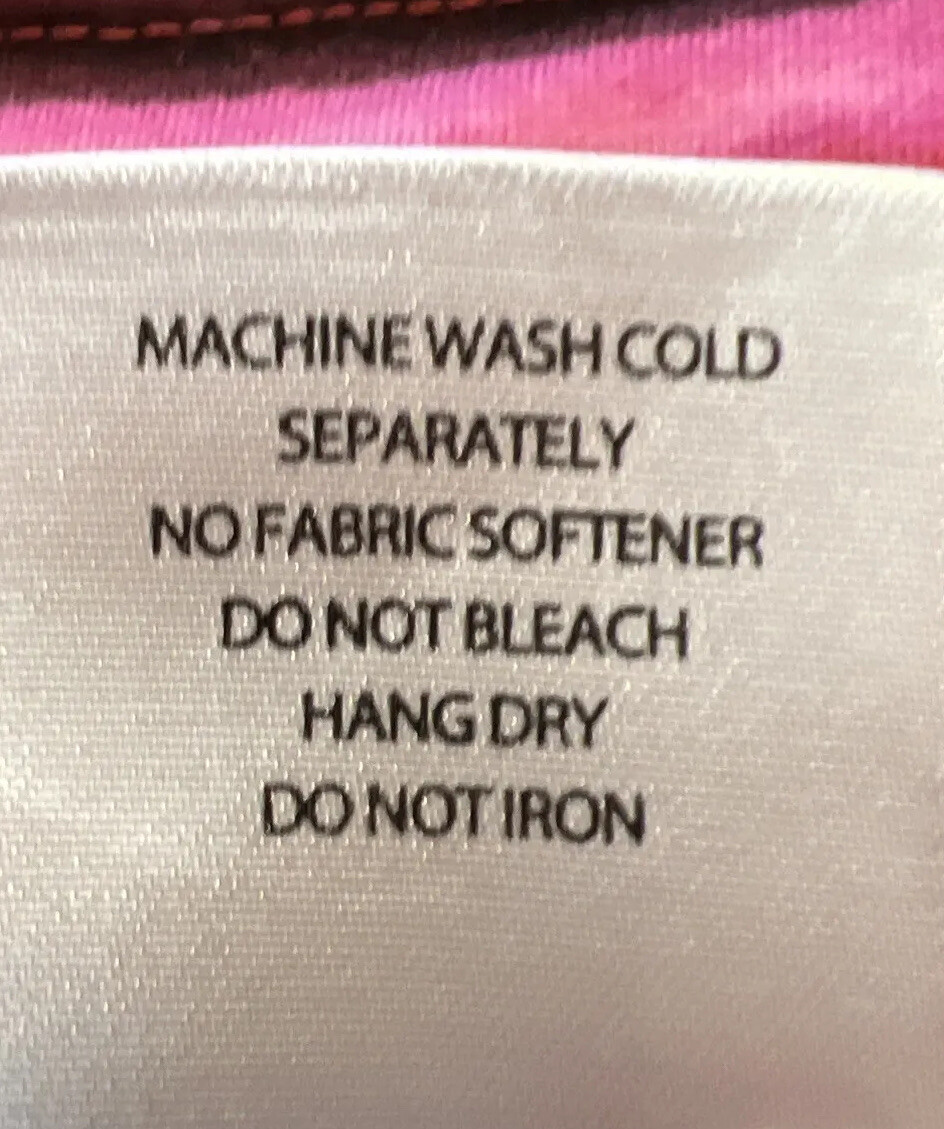 MACHINE WASH COLD
SEPARATELY
NO FABRIC SOFTENER
DO NOT BLEACH
HANG DRY
DO NOT IRON